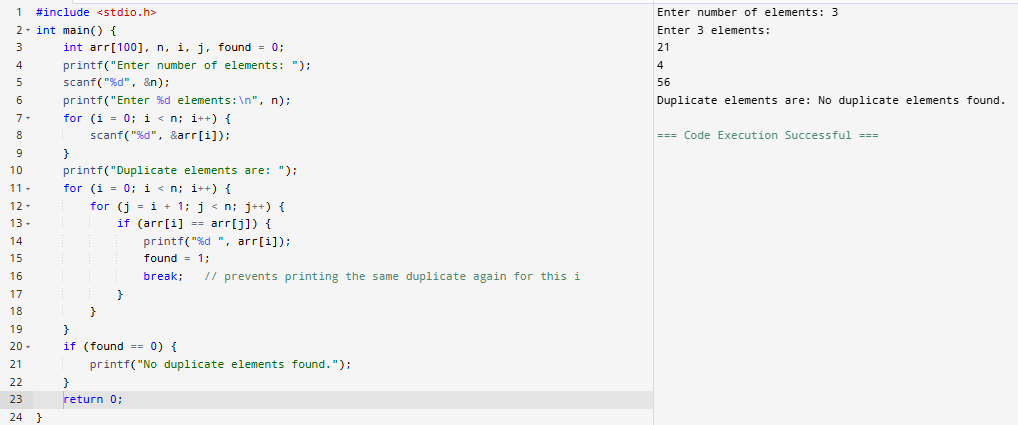 1 #include <stdio.h>
2 int main() {
3     int arr[100], n, i, j, found = 0;
4     printf("Enter number of elements: ");
5     scanf("%d", &n);
6     printf("Enter %d elements:\n", n);
7     for (i = 0; i < n; i++) {
8         scanf("%d", &arr[i]);
9     }
10     printf("Duplicate elements are: ");
11     for (i = 0; i < n; i++) {
12         for (j = i + 1; j < n; j++) {
13             if (arr[i] == arr[j]) {
14                 printf("%d ", arr[i]);
15                 found = 1;
16                 break;   // prevents printing the same duplicate again for this i
17             }
18         }
19     }
20     if (found == 0) {
21         printf("No duplicate elements found.");
22     }
23     return 0;
24 }
Enter number of elements: 3
Enter 3 elements:
21
4
56
Duplicate elements are: No duplicate elements found.
=== Code Execution Successful ===